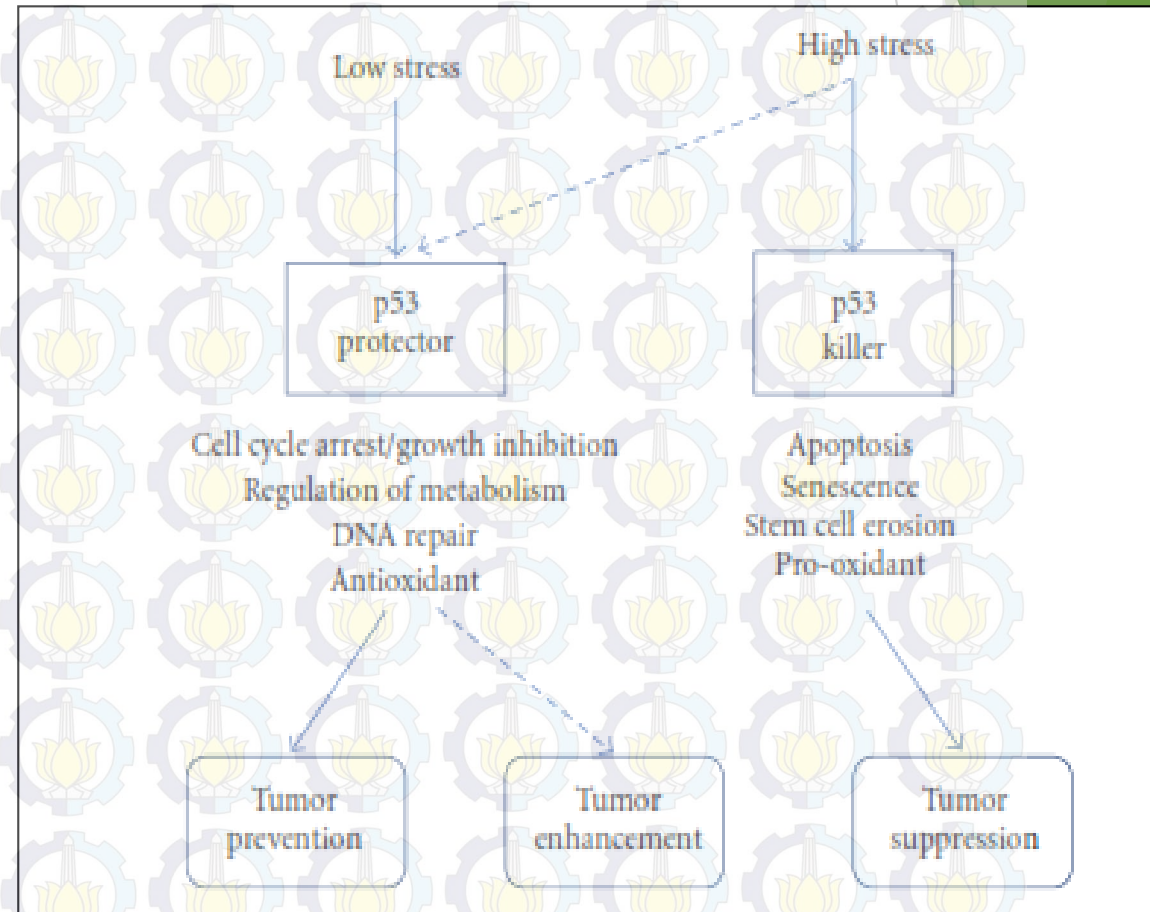 Low stress
High stress
p53
protector
p53
killer
Cell cycle arrest/growth inhibition
Regulation of metabolism
DNA repair
Antioxidant
Apoptosis
Senescence
Stem cell erosion
Pro-oxidant
Tumor
prevention
Tumor
enhancement
Tumor
suppression